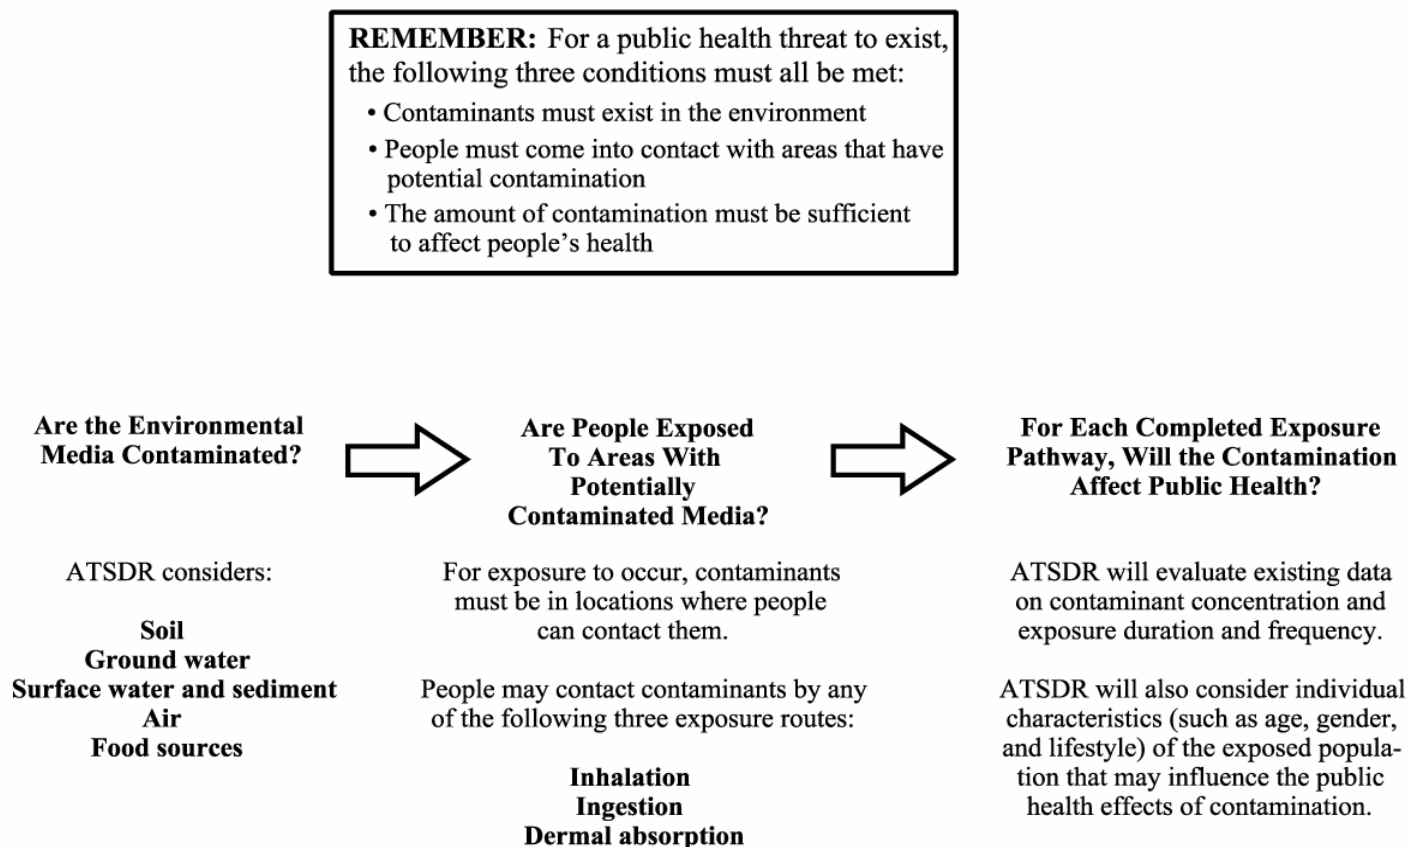 REMEMBER: For a public health threat to exist,
the following three conditions must all be met:
• Contaminants must exist in the environment
• People must come into contact with areas that have
potential contamination
• The amount of contamination must be sufficient
to affect people’s health
Are the Environmental
Media Contaminated?
ATSDR considers:
Soil
Ground water
Surface water and sediment
Air
Food sources
Are People Exposed
To Areas With
Potentially
Contaminated Media?
For exposure to occur, contaminants
must be in locations where people
can contact them.
People may contact contaminants by any
of the following three exposure routes:
Inhalation
Ingestion
Dermal absorption
For Each Completed Exposure
Pathway, Will the Contamination
Affect Public Health?
ATSDR will evaluate existing data
on contaminant concentration and
exposure duration and frequency.
ATSDR will also consider individual
characteristics (such as age, gender,
and lifestyle) of the exposed popula-
tion that may influence the public
health effects of contamination.